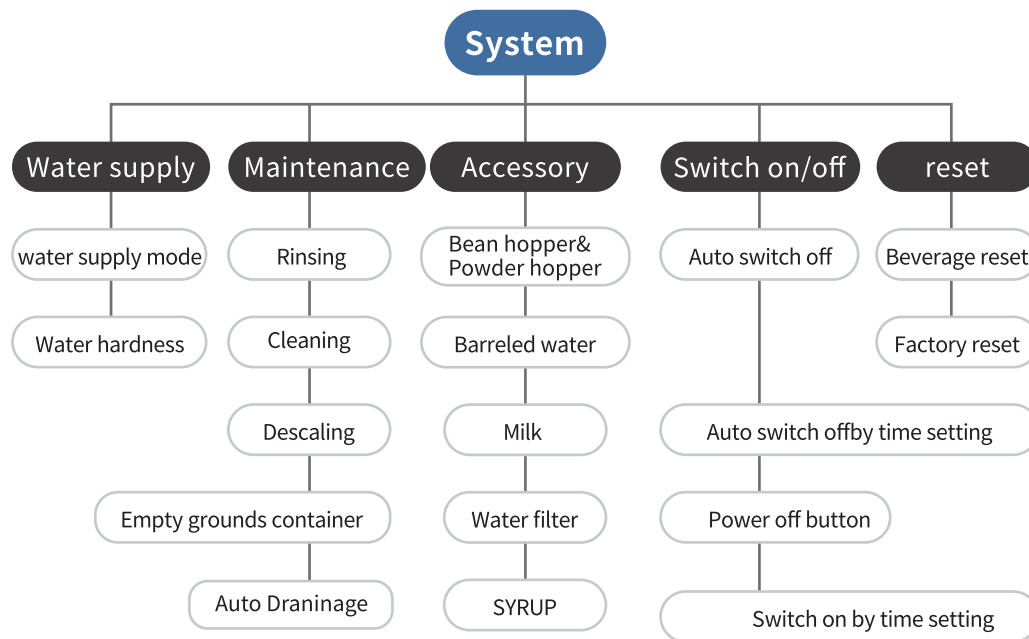 System
Water supply
Maintenance
Accessory
Switch on/off
reset
water supply mode
Rinsing
Bean hopper&
Powder hopper
Auto switch off
Beverage reset
Water hardness
Cleaning
Barreled water
Factory reset
Descaling
Milk
Auto switch offby time setting
Empty grounds container
Water filter
Power off button
Auto Draninage
SYRUP
Switch on by time setting